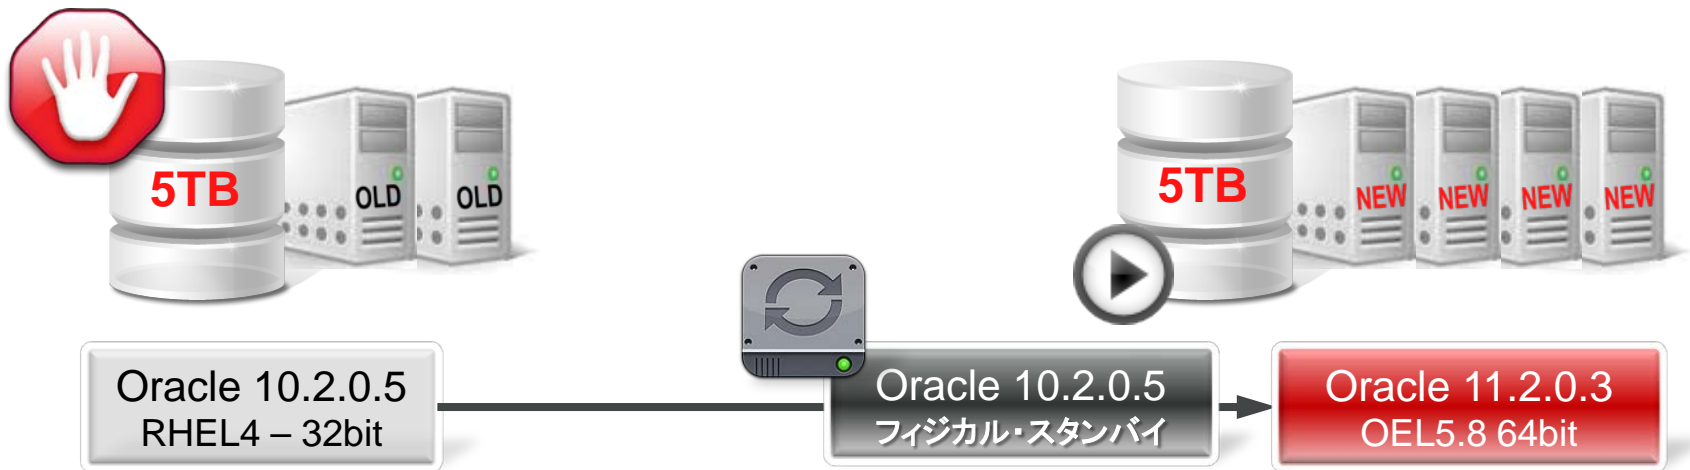 5TB
OLD
OLD
5TB
NEW
NEW
NEW
NEW
Oracle 10.2.0.5
RHEL4 – 32bit
Oracle 10.2.0.5
フィジカル・スタンバイ
Oracle 11.2.0.3
OEL5.8 64bit